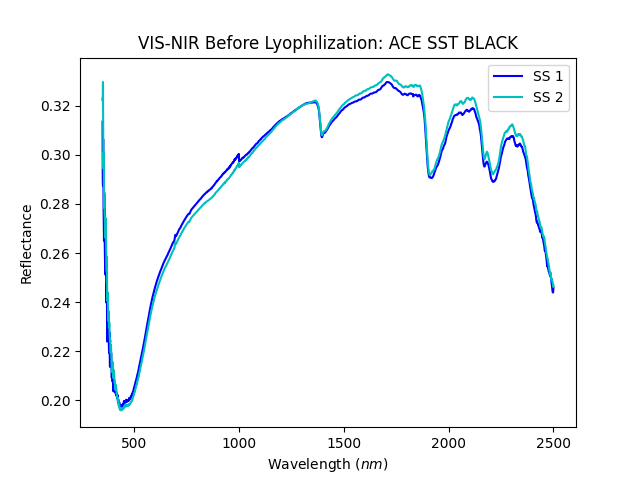 VIS-NIR Before Lyophilization: ACE SST BLACK
SS 1
SS 2
Reflectance
0.32
0.30
0.28
0.26
0.24
0.22
0.20
500
1000
1500
2000
2500
Wavelength (nm)